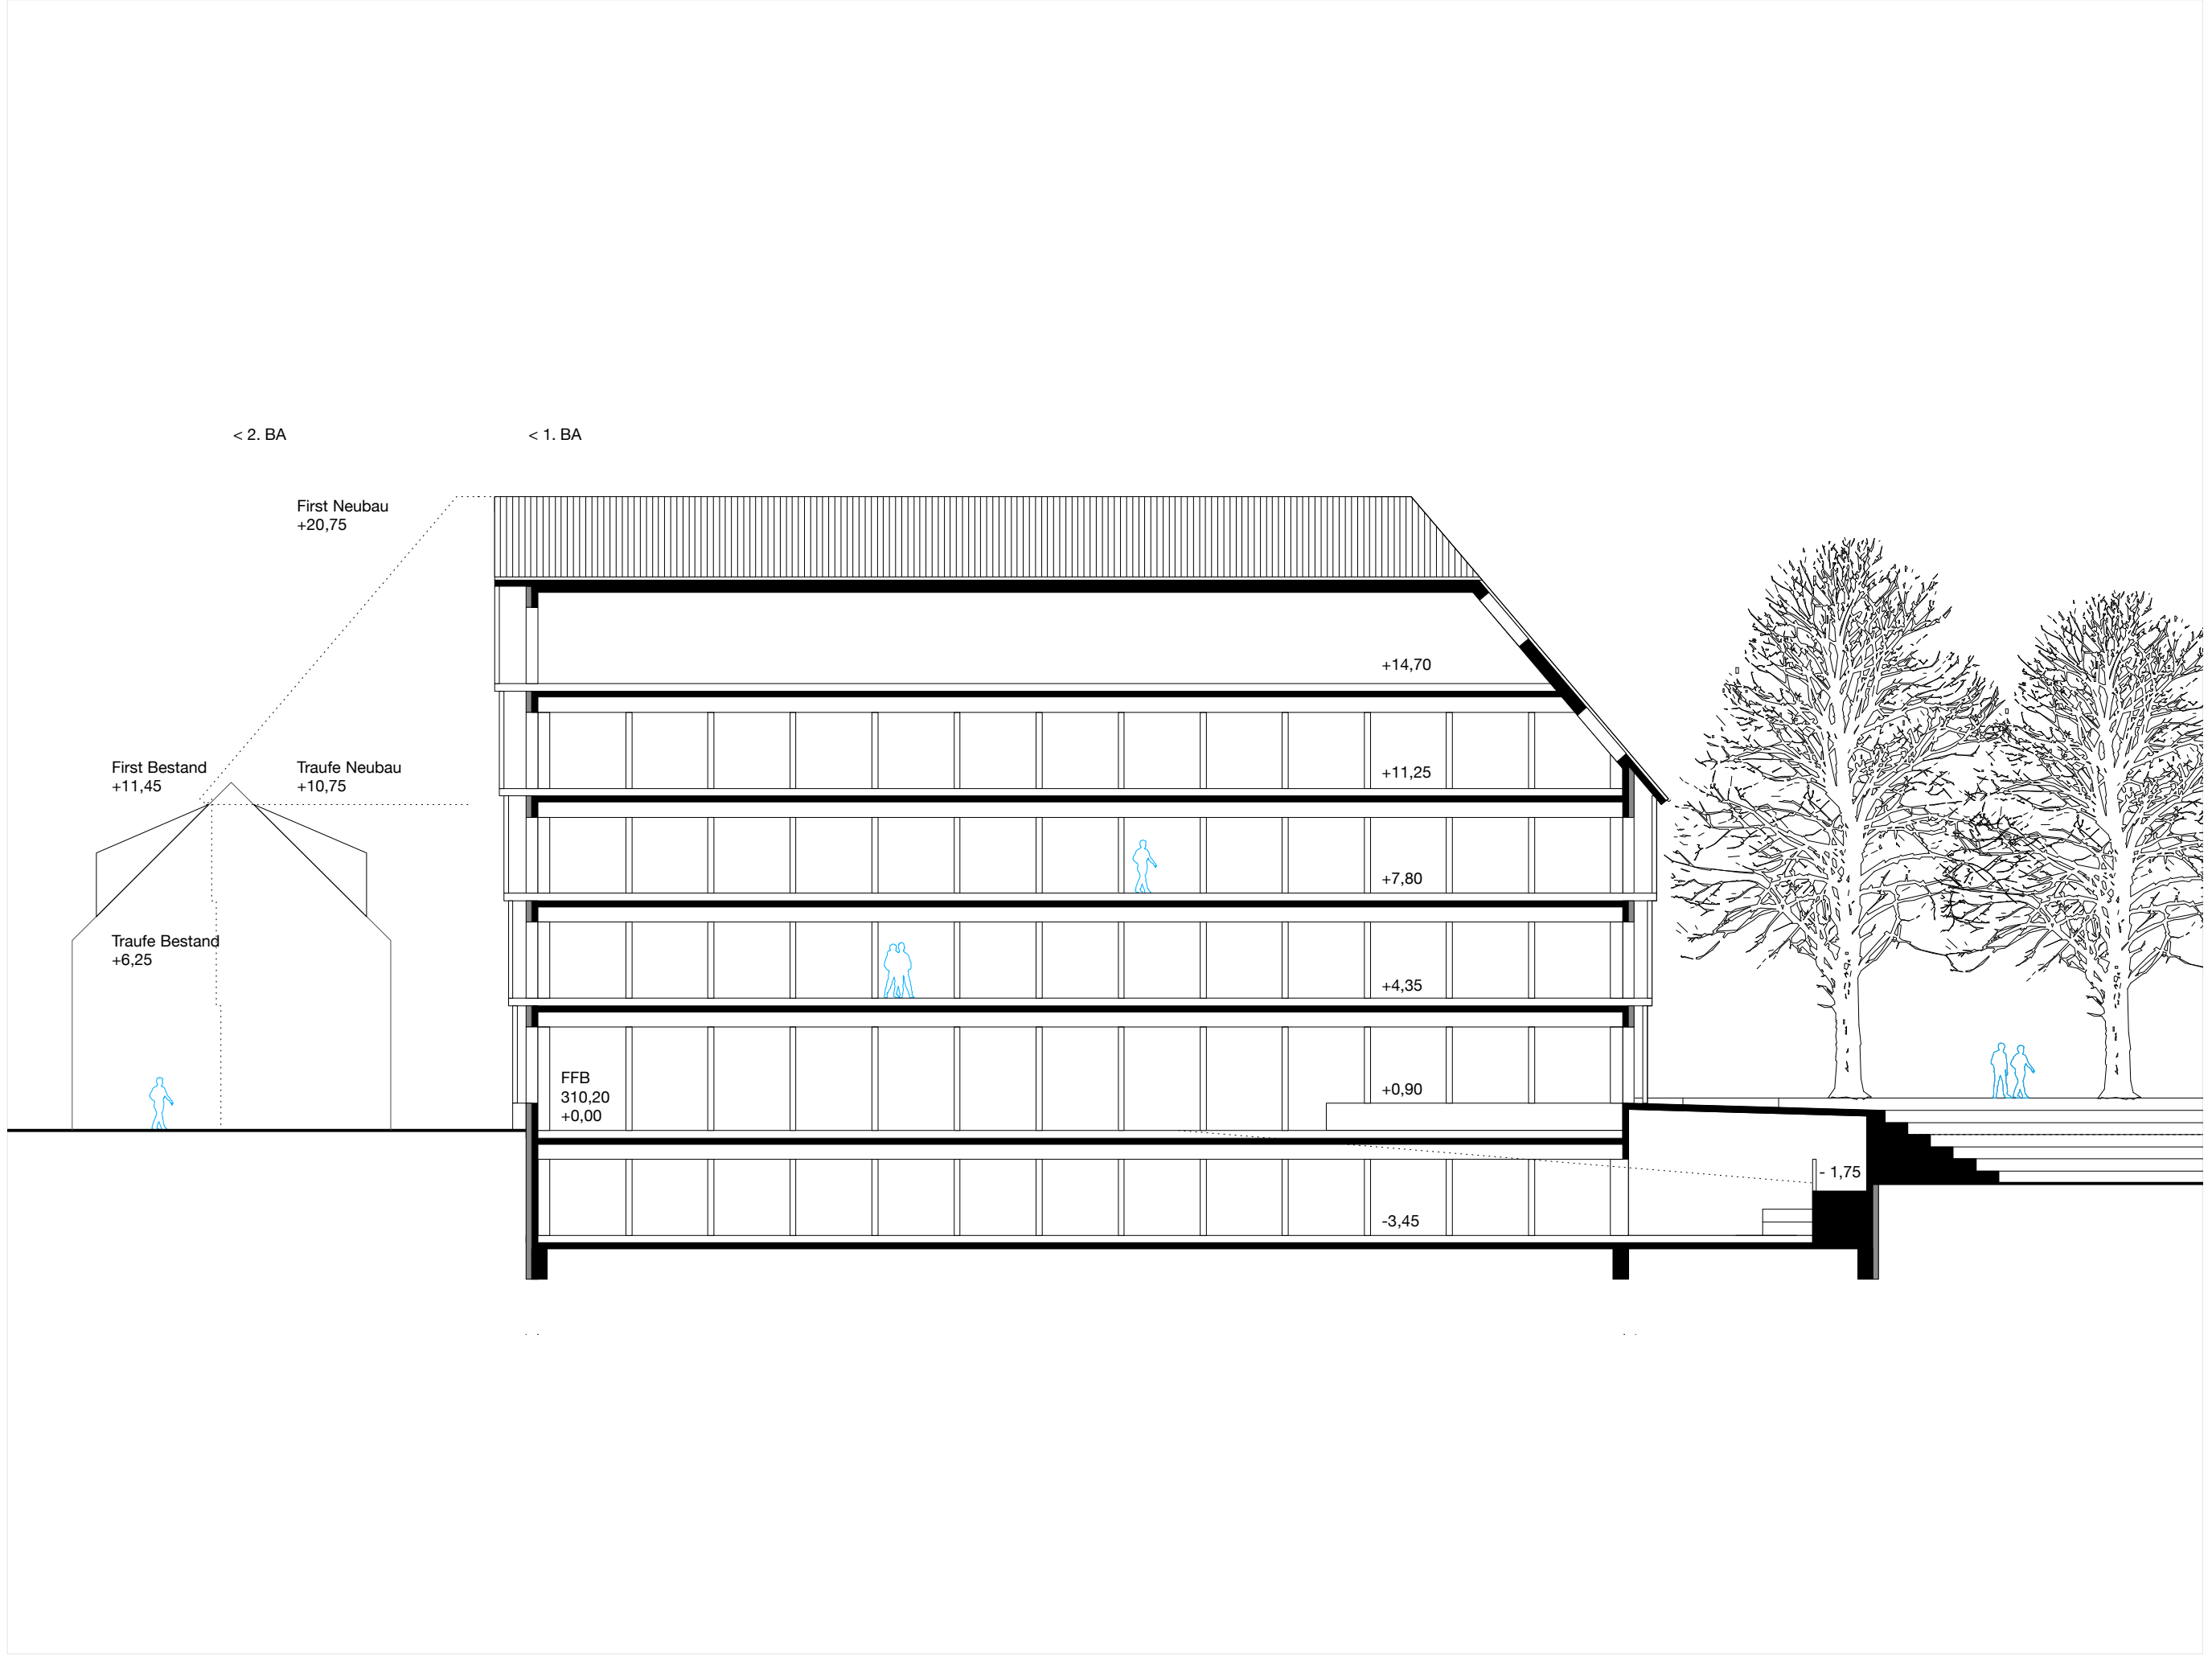 < 2. BA
< 1. BA
First Neubau
+20,75
+14,70
First Bestand
+11,45
Traufe Neubau
+10,75
+11,25
+7,80
Traufe Bestand
+6,25
+4,35
FFB
310,20
+0,00
+0,90
- 1,75
-3,45